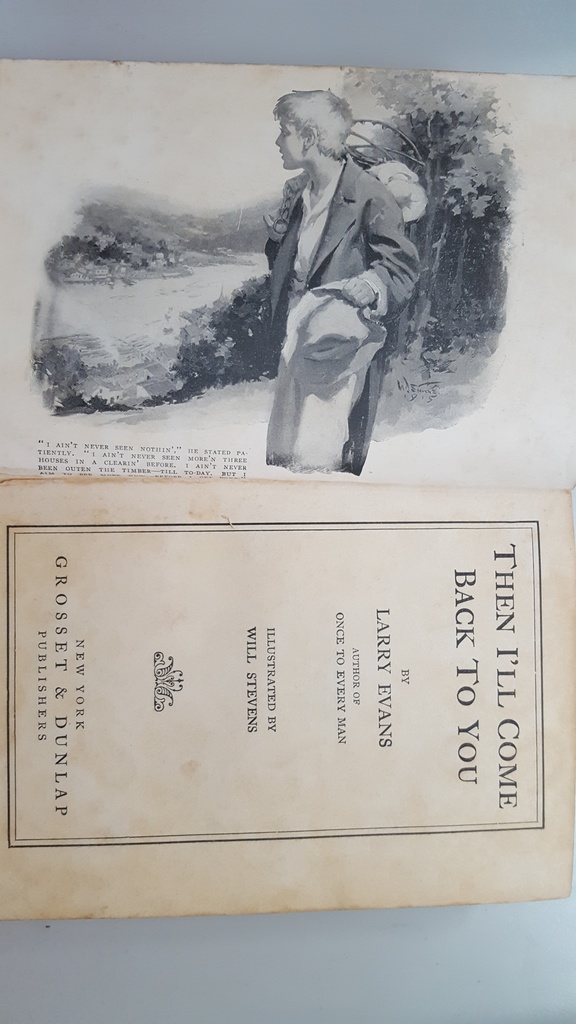 "I AIN'T NEVER SEEN NOTHIN'," HE STATED PA-
TIENTLY. "I AIN'T NEVER SEEN MORE'N THREE
HOUSES IN A CLEARIN' BEFORE. I AIN'T NEVER
BEEN OUTEN THE TIMBER—TILL TO-DAY. BUT I
THEN I'LL COME
BACK TO YOU
BY
LARRY EVANS
AUTHOR OF
ONCE TO EVERY MAN
ILLUSTRATED BY
WILL STEVENS
NEW YORK
GROSSET & DUNLAP
PUBLISHERS